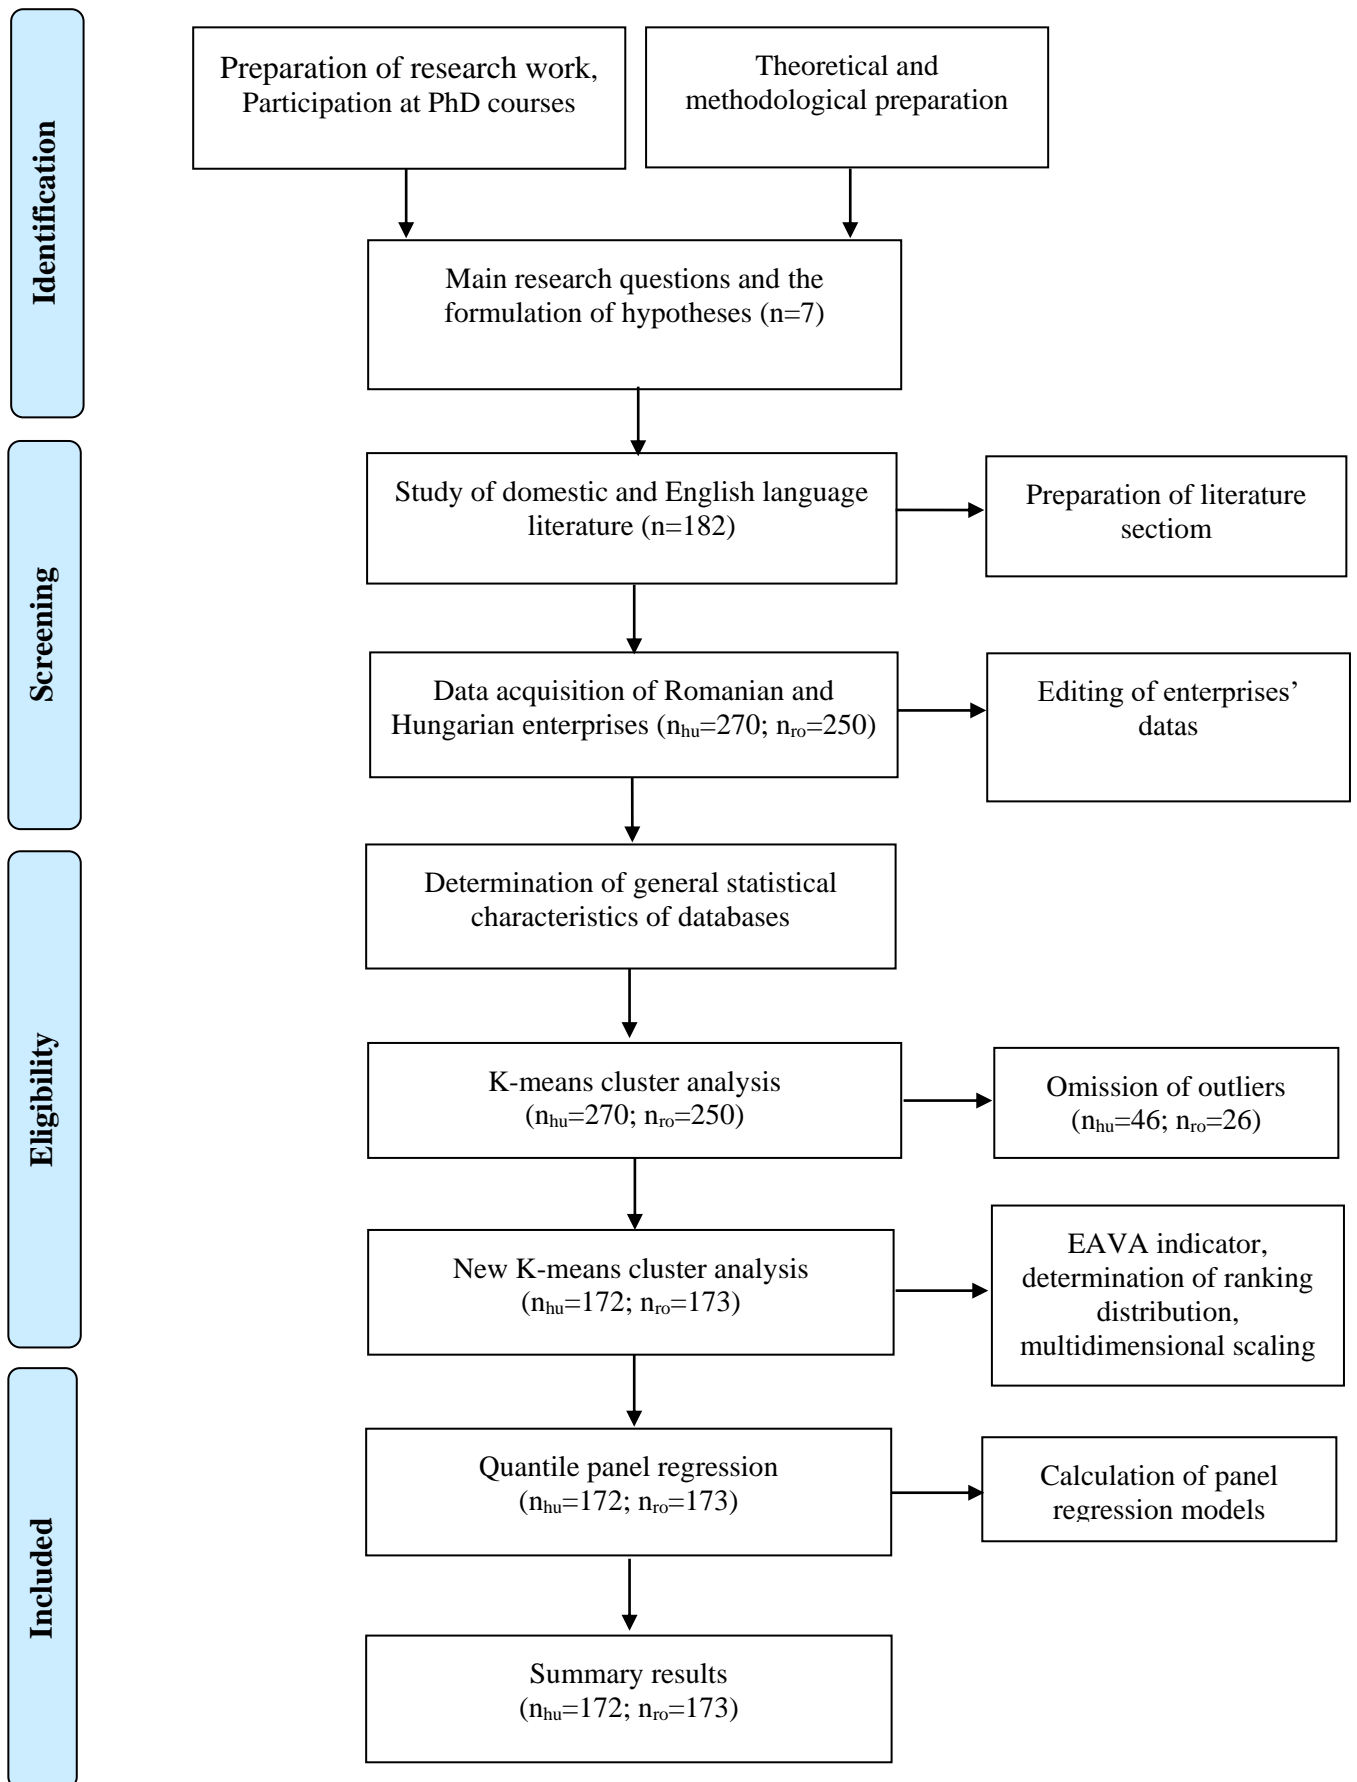 Identification
Preparation of research work,
Participation at PhD courses
Theoretical and
methodological preparation
Main research questions and the
formulation of hypotheses (n=7)
Screening
Study of domestic and English language
literature (n=182)
Preparation of literature
sectiom
Data acquisition of Romanian and
Hungarian enterprises (nhu=270; nro=250)
Editing of enterprises’
datas
Eligibility
Determination of general statistical
characteristics of databases
K-means cluster analysis
(nhu=270; nro=250)
Omission of outliers
(nhu=46; nro=26)
New K-means cluster analysis
(nhu=172; nro=173)
EAVA indicator,
determination of ranking
distribution,
multidimensional scaling
Included
Quantile panel regression
(nhu=172; nro=173)
Calculation of panel
regression models
Summary results
(nhu=172; nro=173)